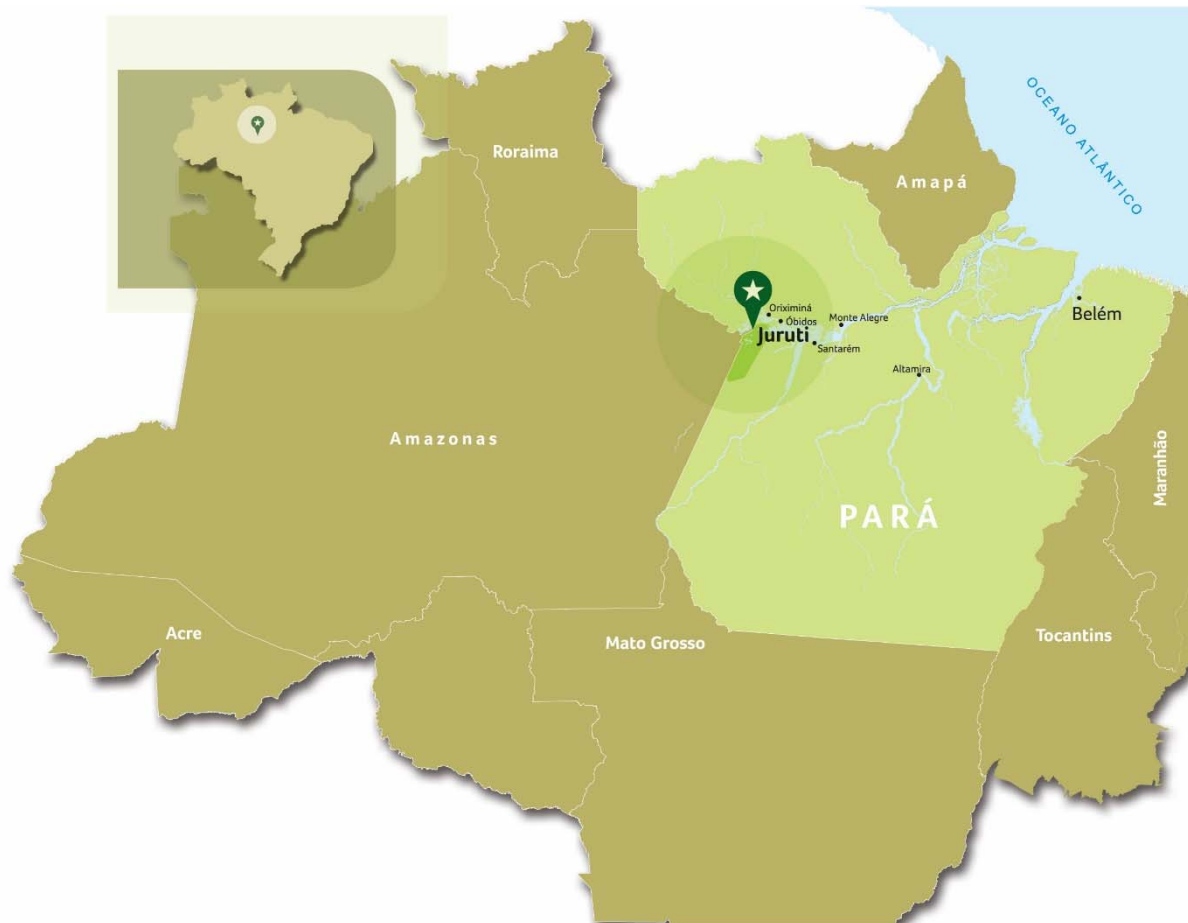 OCEANO ATLÂNTICO
Roraima
Amapá
Oriximiná
Óbidos
Monte Alegre
Belém
Juruti
Santarém
Altamira
Amazonas
Maranhão
PARÁ
Acre
Mato Grosso
Tocantins